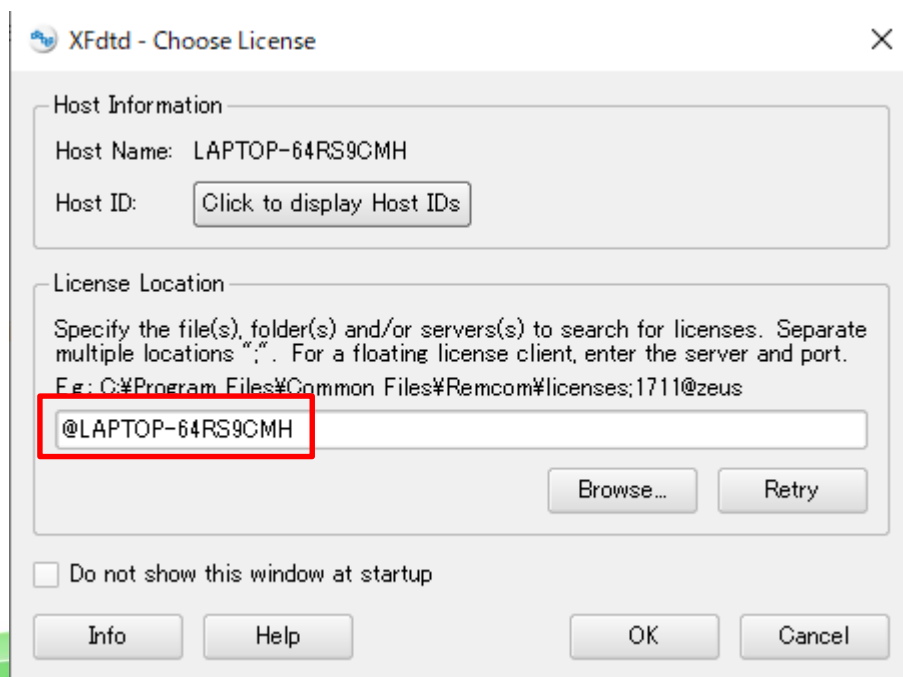 XFdtd - Choose License
Host Information
Host Name: LAPTOP-64RS9CMH
Host ID: Click to display Host IDs
License Location
Specify the file(s), folder(s) and/or servers(s) to search for licenses. Separate
multiple locations ";". For a floating license client, enter the server and port.
Eg: C:¥Program Files¥Common Files¥Remcom¥licenses;1711@zeus
@LAPTOP-64RS9CMH
Browse... Retry
Do not show this window at startup
Info Help OK Cancel